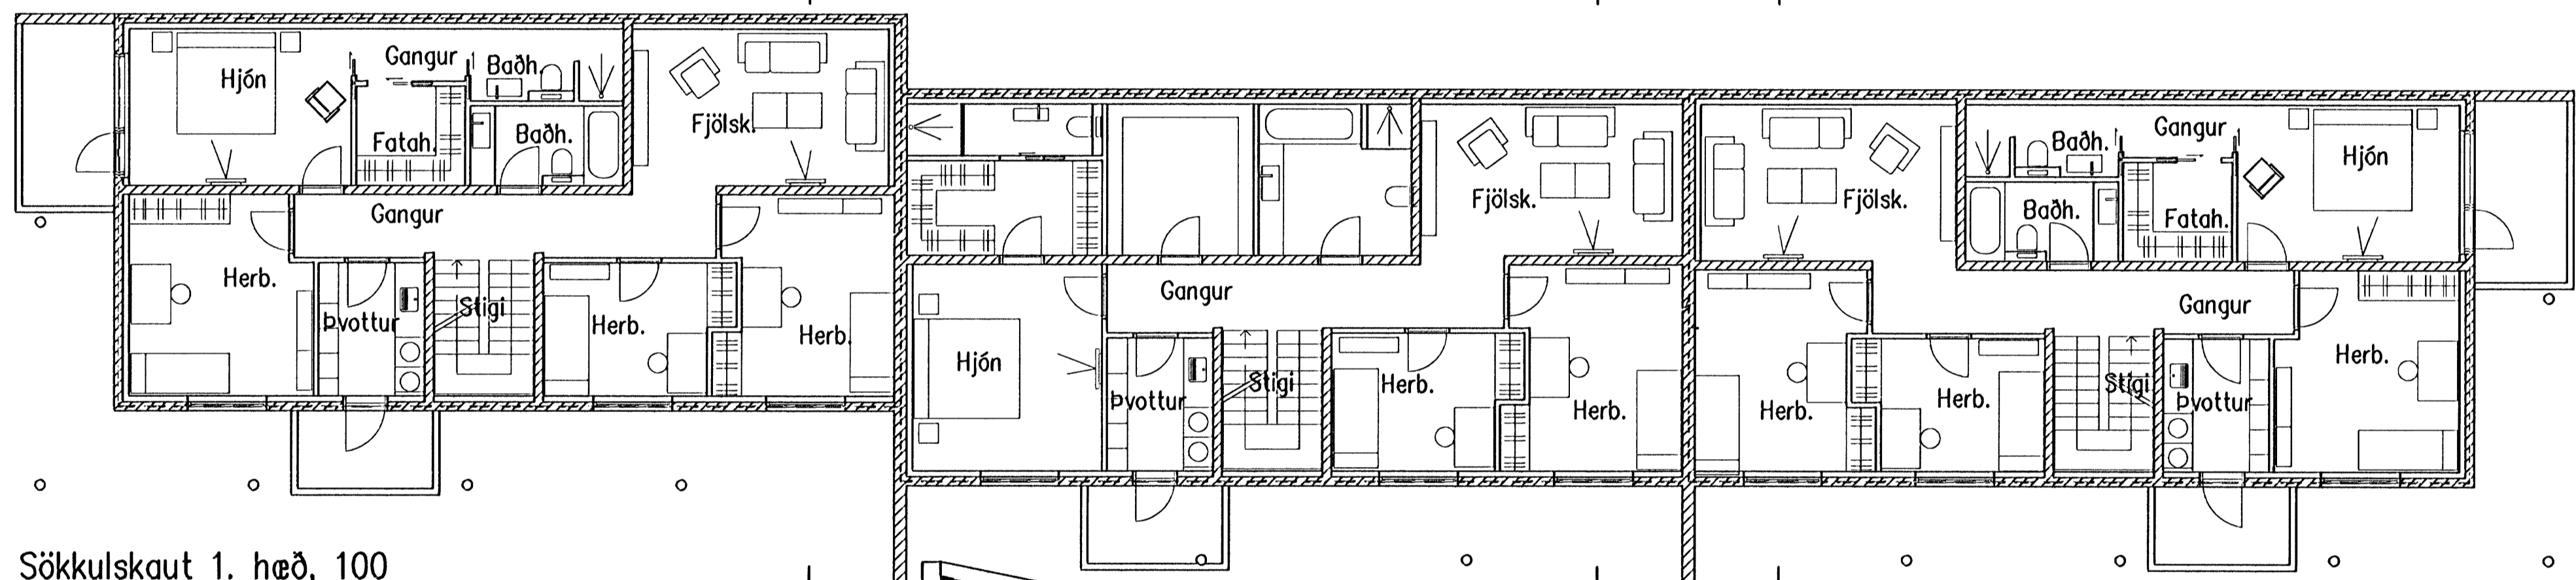 Hjón
Gangur
Baðh.
Fatah.
Baðh.
Fjölsk.
Gangur
Herb.
Þvottur
Stigi
Herb.
Herb.
Fjölsk.
Gangur
Hjón
Þvottur
Stigi
Herb.
Herb.
Fjölsk.
Baðh.
Gangur
Hjón
Baðh.
Fatah.
Gangur
Herb.
Herb.
Stigi
Þvottur
Herb.
Sökkulskaut 1. hæð, 100